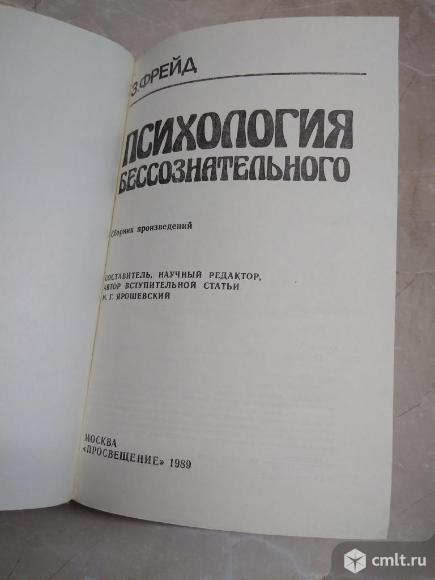 З. ФРЕЙД
ПСИХОЛОГИЯ
БЕССОЗНАТЕЛЬНОГО
Сборник произведений
СОСТАВИТЕЛЬ, НАУЧНЫЙ РЕДАКТОР,
АВТОР ВСТУПИТЕЛЬНОЙ СТАТЬИ
М. Г. ЯРОШЕВСКИЙ
МОСКВА
«ПРОСВЕЩЕНИЕ» 1989
cmlt.ru